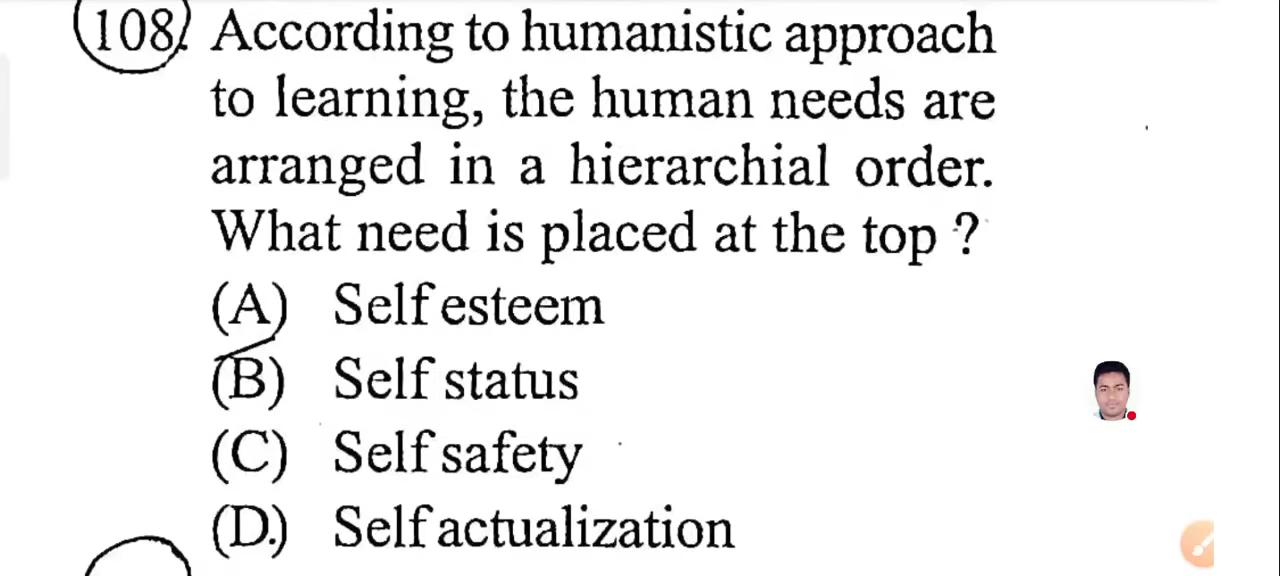 108. According to humanistic approach
to learning, the human needs are
arranged in a hierarchial order.
What need is placed at the top ?
(A) Self esteem
(B) Self status
(C) Self safety
(D.) Self actualization